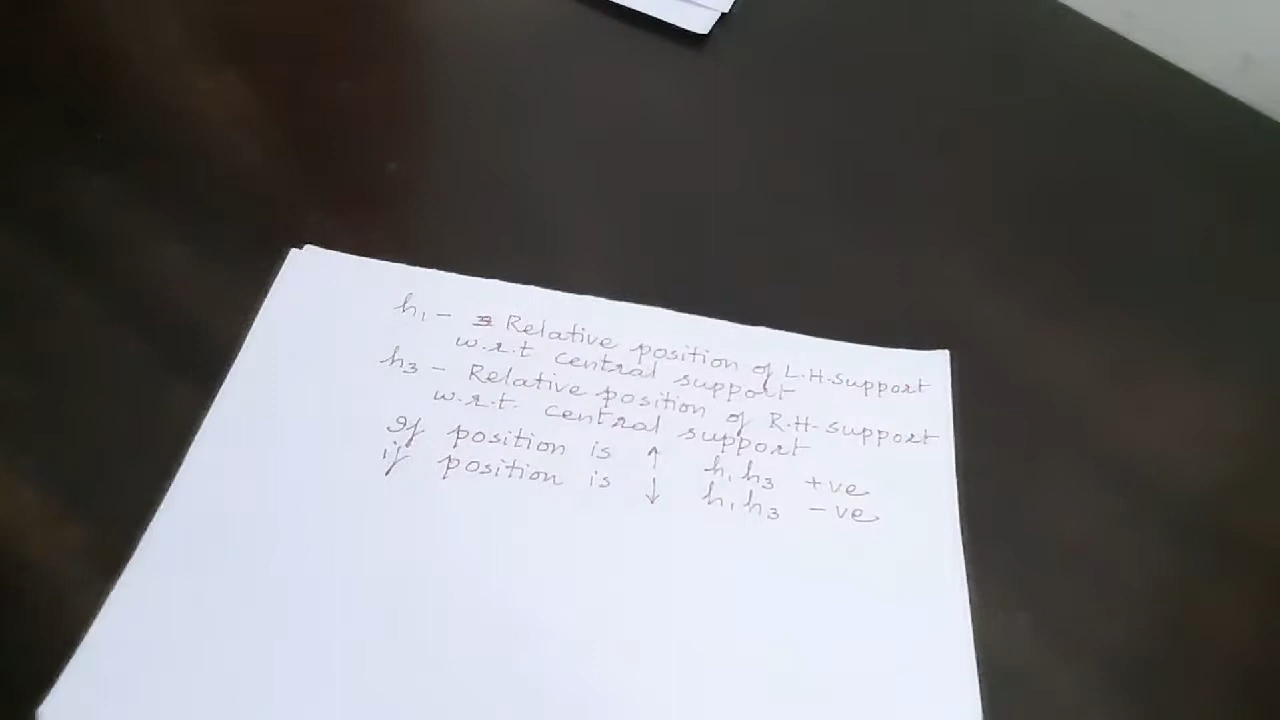 h₁ - Relative position of L.H. support
w.r.t central support
h₃ - Relative position of R.H. support
w.r.t. central support
If position is ↑ h₁ h₃ +ve
if position is ↓ h₁ h₃ -ve